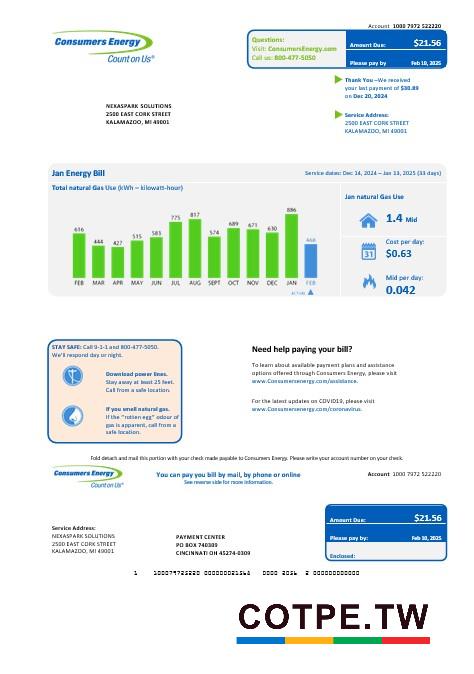 Account 1000 7972 522220
Consumers Energy
Count on Us®
Questions:
Visit: ConsumersEnergy.com
Call us: 800-477-5050
Amount Due: $21.56
Please pay by Feb 10, 2025
Thank You –We received
your last payment of $38.89
on Dec 20, 2024
NEXASPARK SOLUTIONS
2500 EAST CORK STREET
KALAMAZOO, MI 49001
Service Address:
2500 EAST CORK STREET
KALAMAZOO, MI 49001
Jan Energy Bill
Service dates: Dec 14, 2024 – Jan 13, 2025 (33 days)
Total natural Gas Use (kWh – kilowatt-hour)
616 444 427 515 583 775 817 574 689 671 630 886 468
FEB MAR APR MAY JUN JUL AUG SEP OCT NOV DEC JAN FEB
Jan natural Gas Use
1.4 Mid
Cost per day:
31
$0.63
Mid per day:
0.042
STAY SAFE: Call 9-1-1 and 800-477-5050.
We'll respond day or night.
Download power lines.
Stay away at least 25 feet.
Call from a safe location.
If you smell natural gas.
If the "rotten egg" odour of
gas is apparent, call from a
safe location.
Need help paying your bill?
To learn about available payment plans and assistance
options offered through Consumers Energy, please visit
www.Consumersenergy.com/assistance.
For the latest updates on COVID19, please visit
www.Consumersenergy.com/coronavirus.
Fold detach and mail this portion with your check made payable to Consumers Energy. Please write your account number on your check.
Consumers Energy
Count on Us®
You can pay you bill by mail, by phone or online
See reverse side for more information.
Account 1000 7972 522220
Service Address:
NEXASPARK SOLUTIONS
2500 EAST CORK STREET
KALAMAZOO, MI 49001
PAYMENT CENTER
PO BOX 740309
CINCINNATI OH 45274-0309
Amount Due: $21.56
Please pay by: Feb 10, 2025
Enclosed:
COTPE.TW